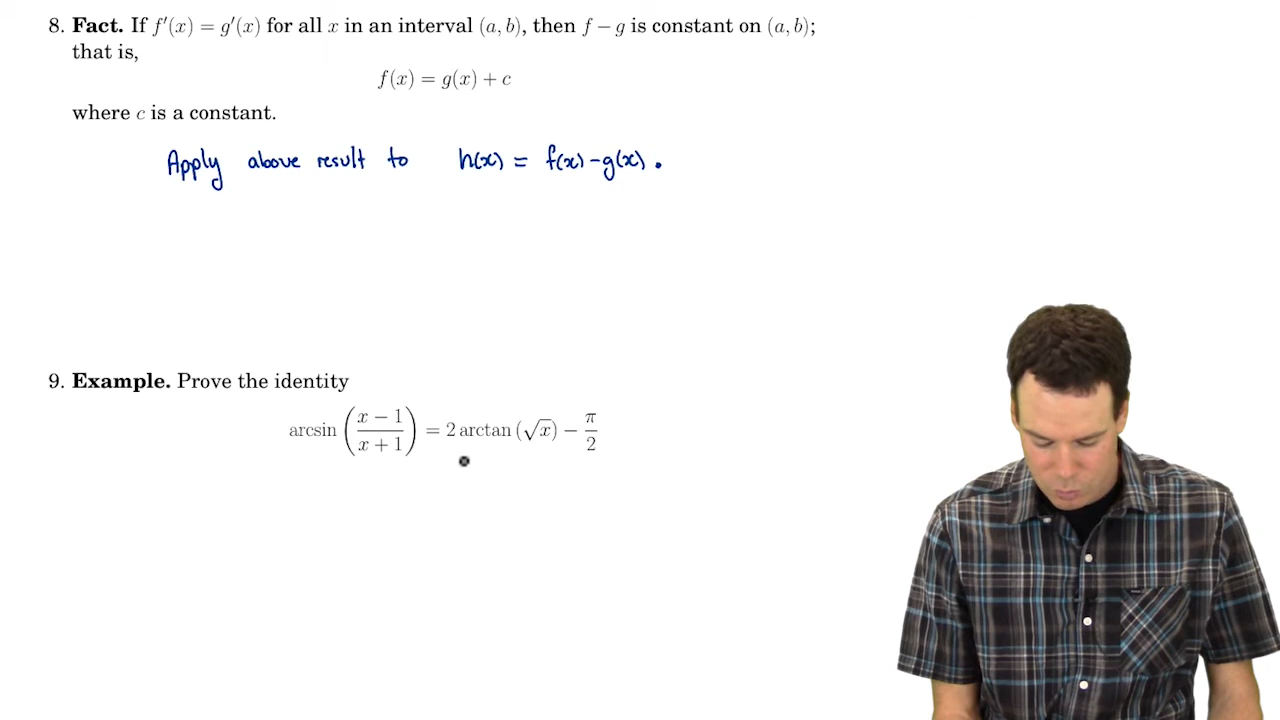 8. Fact. If f′(x) = g′(x) for all x in an interval (a, b), then f − g is constant on (a, b);
that is,
f(x) = g(x) + c
where c is a constant.
Apply above result to h(x) = f(x) - g(x).
9. Example. Prove the identity
arcsin ((x − 1)/(x + 1)) = 2 arctan (√x) − π/2